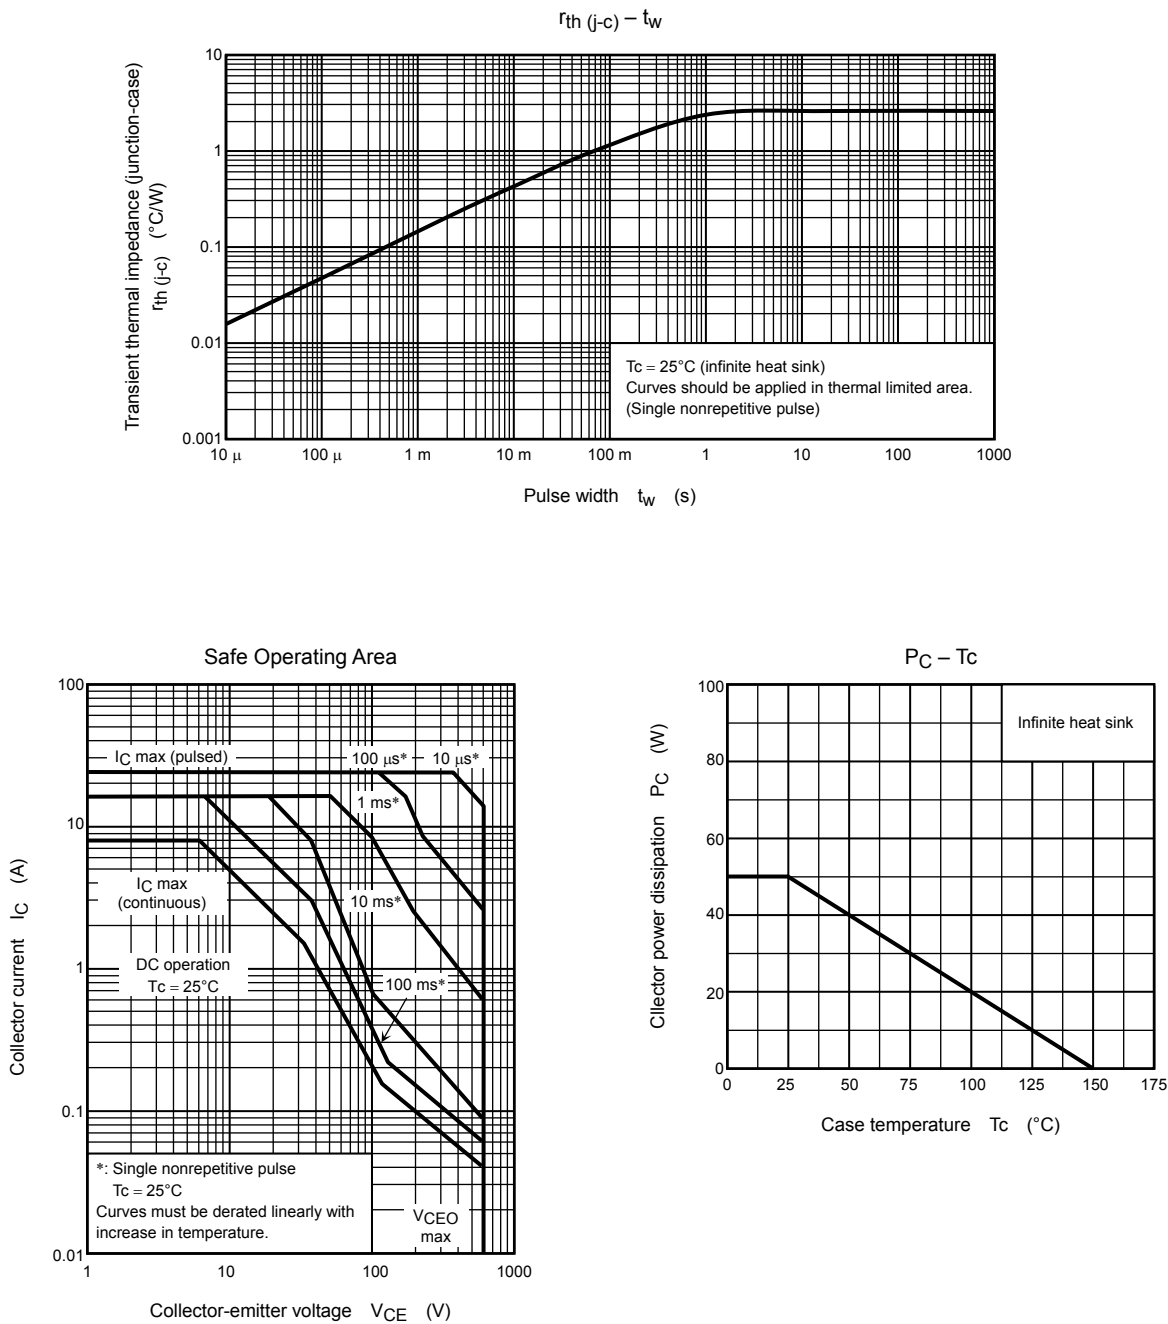 rth (j-c) – tw
Transient thermal impedance (junction-case)
rth (j-c) (°C/W)
10
1
0.1
0.01
0.001
Tc = 25°C (infinite heat sink)
Curves should be applied in thermal limited area.
(Single nonrepetitive pulse)
10 μ
100 μ
1 m
10 m
100 m
1
10
100
1000
Pulse width tw (s)
Safe Operating Area
Collector current IC (A)
100
10
1
0.1
0.01
IC max (pulsed)
100 μs*
10 μs*
1 ms*
IC max
(continuous)
10 ms*
DC operation
Tc = 25°C
100 ms*
*: Single nonrepetitive pulse
Tc = 25°C
Curves must be derated linearly with
increase in temperature.
VCEO
max
1
10
100
1000
Collector-emitter voltage VCE (V)
PC – Tc
Cllector power dissipation PC (W)
100
80
60
40
20
0
Infinite heat sink
0
25
50
75
100
125
150
175
Case temperature Tc (°C)